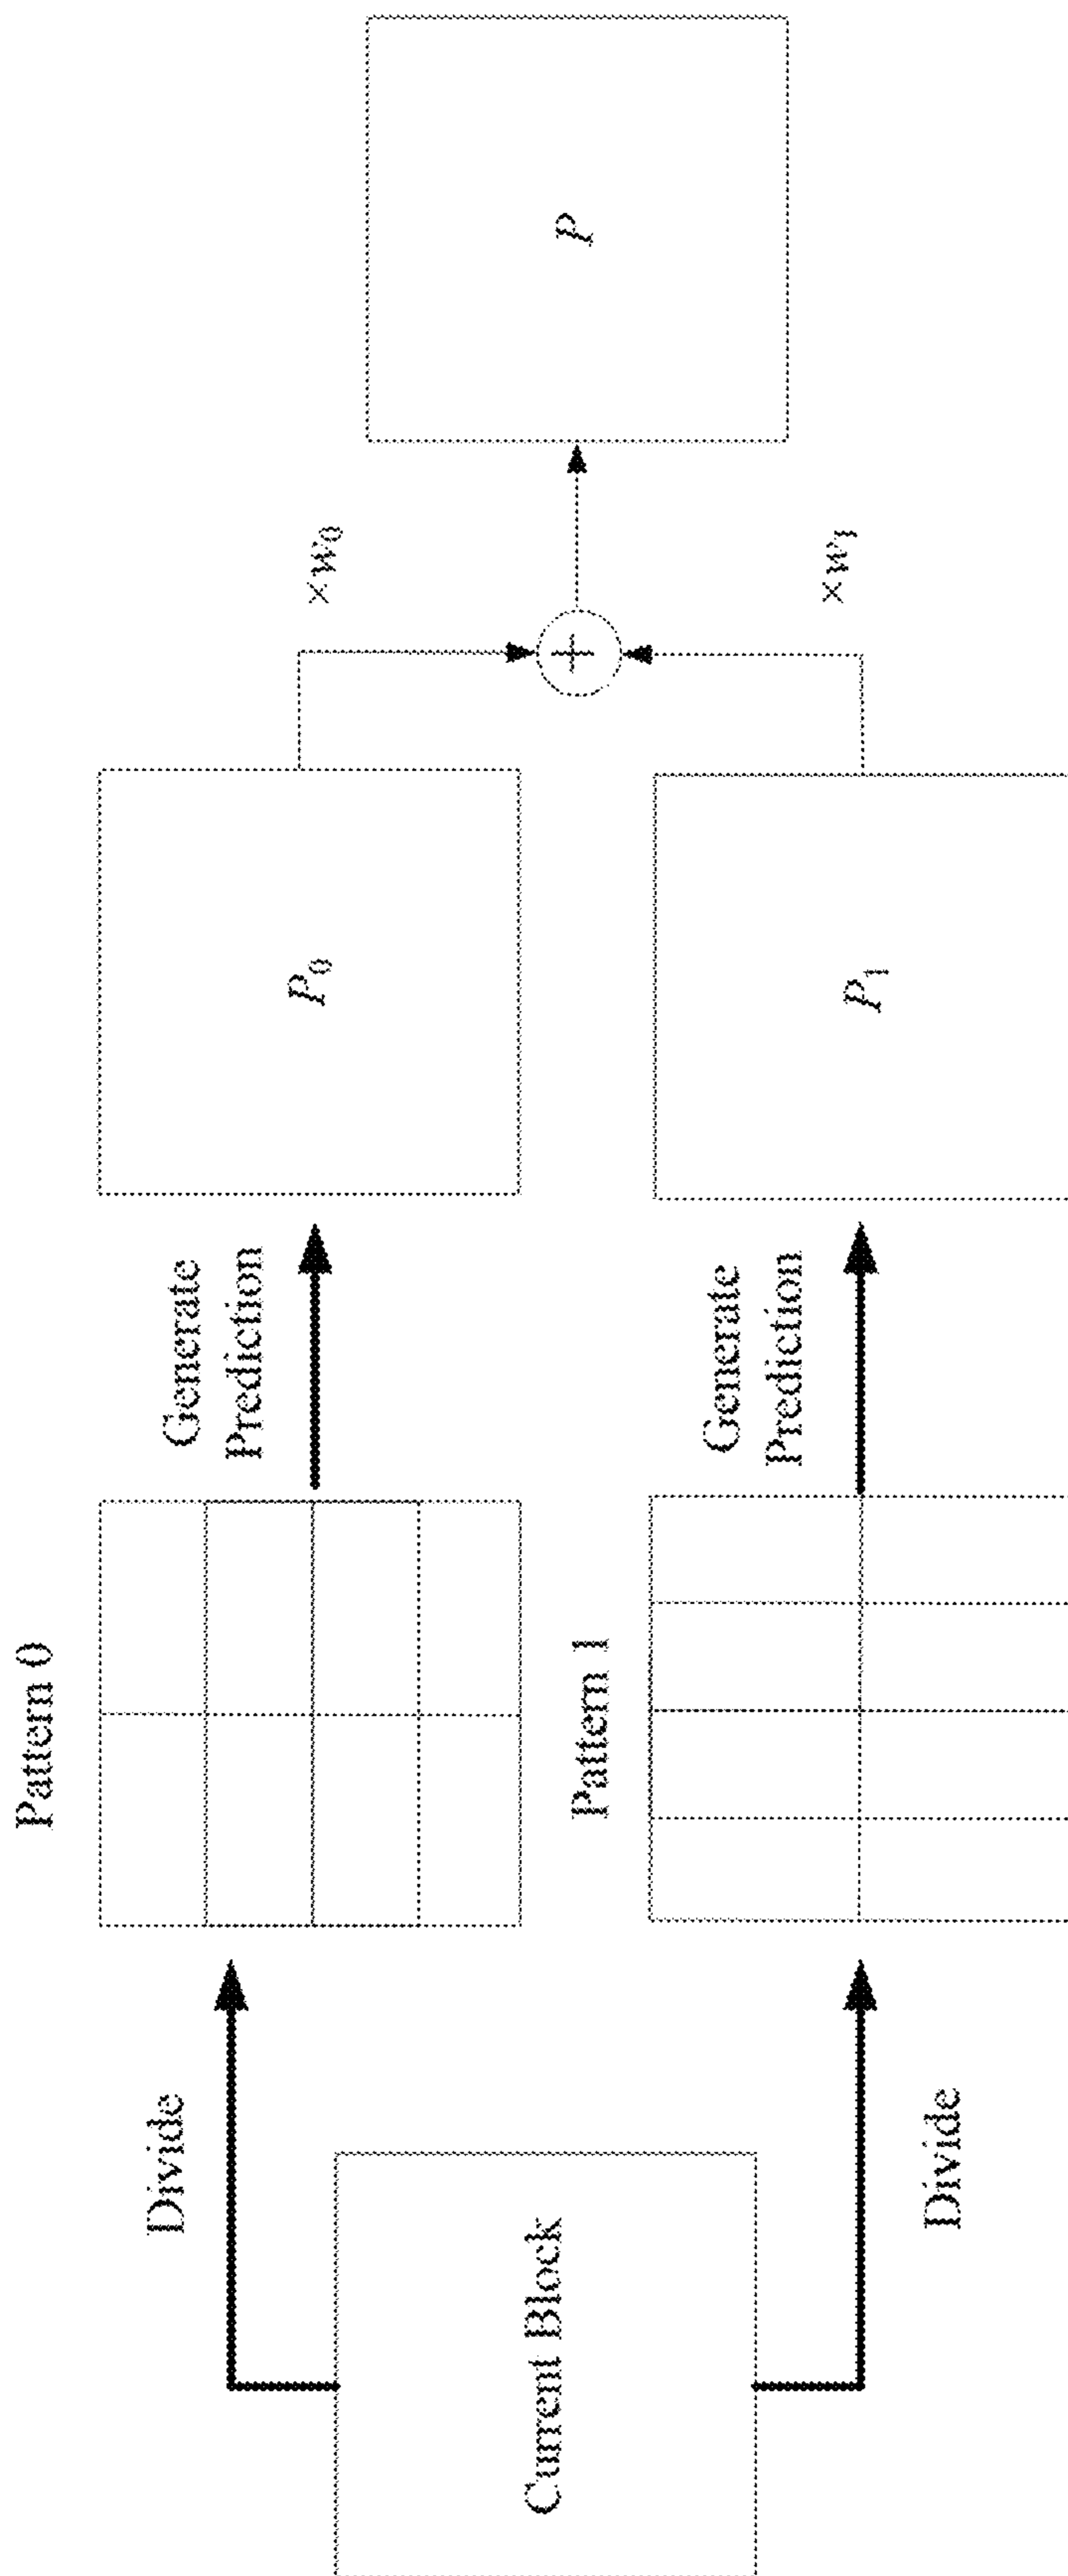 Current Block
Divide
Divide
Pattern 0
Pattern 1
Generate
Prediction
Generate
Prediction
P₀
P₁
×w₀
×w₁
+
P